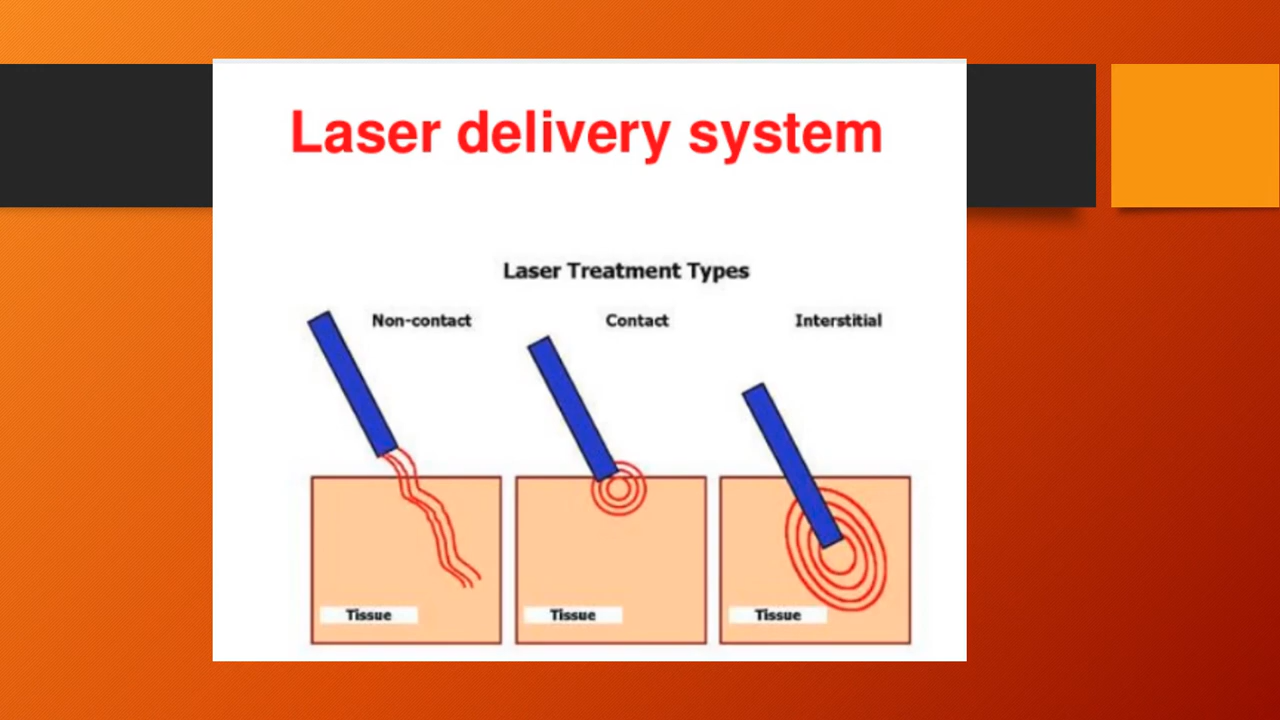 Laser delivery system
Laser Treatment Types
Non-contact
Contact
Interstitial
Tissue
Tissue
Tissue